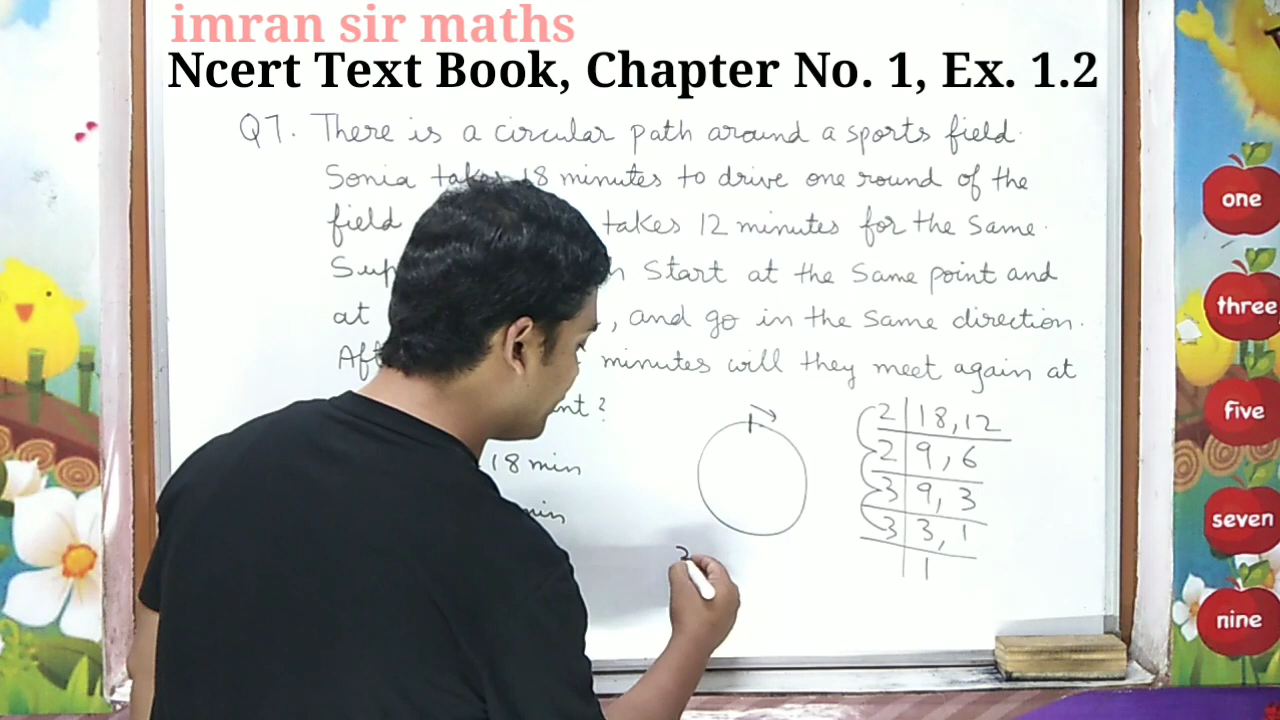 imran sir maths
Ncert Text Book, Chapter No. 1, Ex. 1.2
Q7. There is a circular path around a sports field.
Sonia takes 18 minutes to drive one round of the
field takes 12 minutes for the same.
Start at the same point and
at , and go in the same direction.
minutes will they meet again at
?
18 min
min
2 | 18, 12
2 | 9, 6
3 | 9, 3
3 | 3, 1
1
2
one
three
five
seven
nine